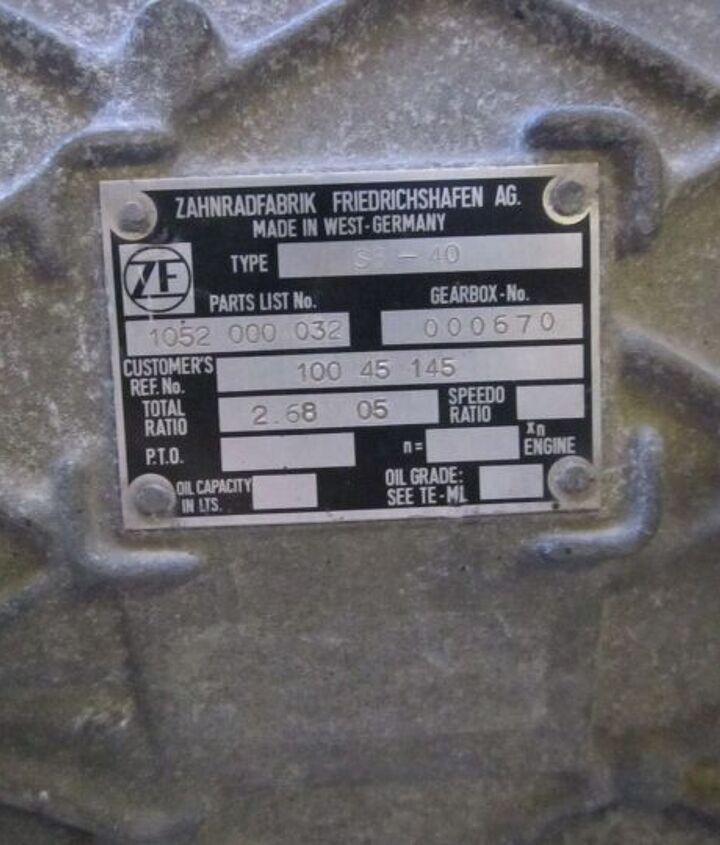 ZAHNRADFABRIK FRIEDRICHSHAFEN AG.
MADE IN WEST-GERMANY
ZF
TYPE - 40
PARTS LIST No. GEARBOX-No.
1052 000 032 000670
CUSTOMER'S REF. No. 100 45 145
TOTAL RATIO 2.68 05 SPEEDO RATIO
P.T.O. n= xn ENGINE
OIL CAPACITY IN LTS. OIL GRADE: SEE TE-ML